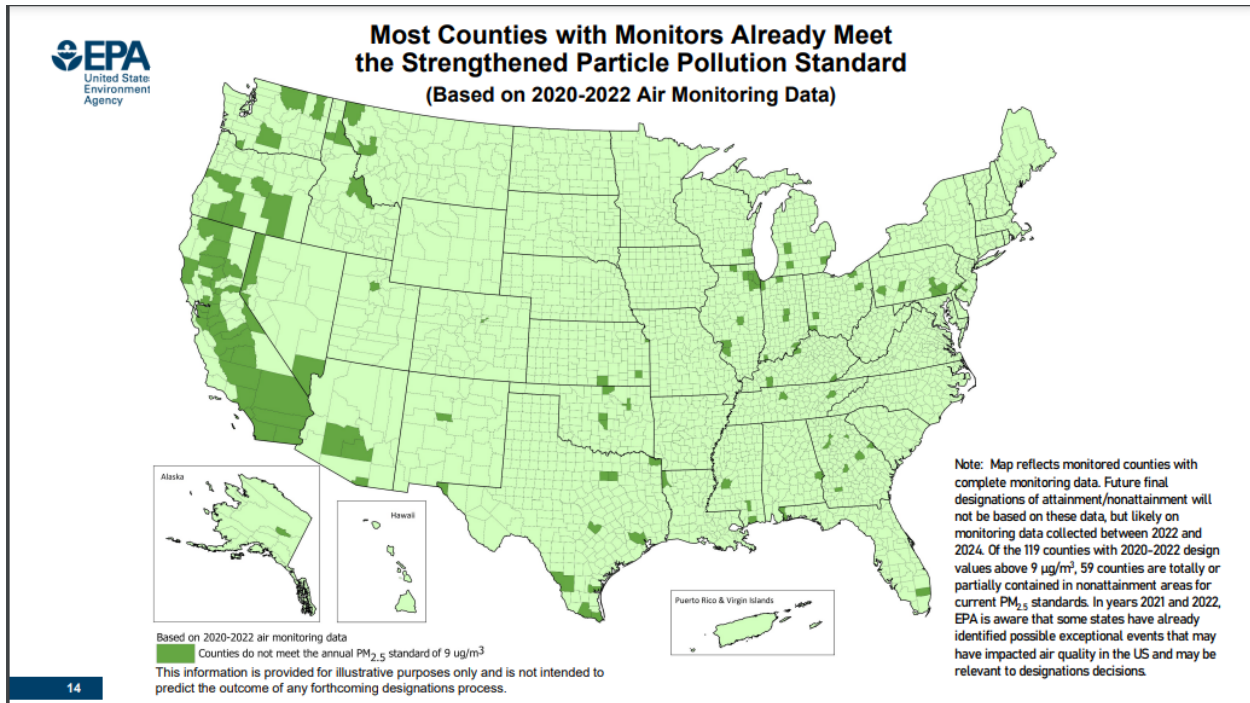 Most Counties with Monitors Already Meet
the Strengthened Particle Pollution Standard
(Based on 2020-2022 Air Monitoring Data)
EPA
United State
Environment
Agency
Alaska
Hawaii
Puerto Rico & Virgin Islands
Note: Map reflects monitored counties with
complete monitoring data. Future final
designations of attainment/nonattainment will
not be based on these data, but likely on
monitoring data collected between 2022 and
2024. Of the 119 counties with 2020-2022 design
values above 9 µg/m³, 59 counties are totally or
partially contained in nonattainment areas for
current PM₂.₅ standards. In years 2021 and 2022,
EPA is aware that some states have already
identified possible exceptional events that may
have impacted air quality in the US and may be
relevant to designations decisions.
Based on 2020-2022 air monitoring data
Counties do not meet the annual PM₂.₅ standard of 9 ug/m³
This information is provided for illustrative purposes only and is not intended to
predict the outcome of any forthcoming designations process.
14